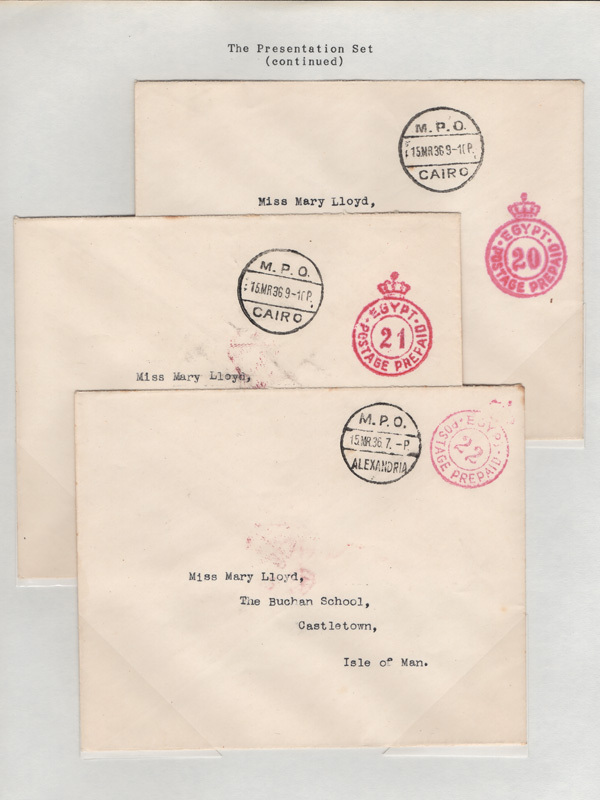 The Presentation Set
(continued)
M.P.O.
15MR36 9-10P.
CAIRO
Miss Mary Lloyd,
EGYPT
20
POSTAGE PREPAID
M.P.O.
15MR36 9-10P.
CAIRO
EGYPT
21
POSTAGE PREPAID
Miss Mary Lloyd,
M.P.O.
15MR36.7.-P
ALEXANDRIA
EGYPT
22
POSTAGE PREPAID
Miss Mary Lloyd,
The Buchan School,
Castletown,
Isle of Man.